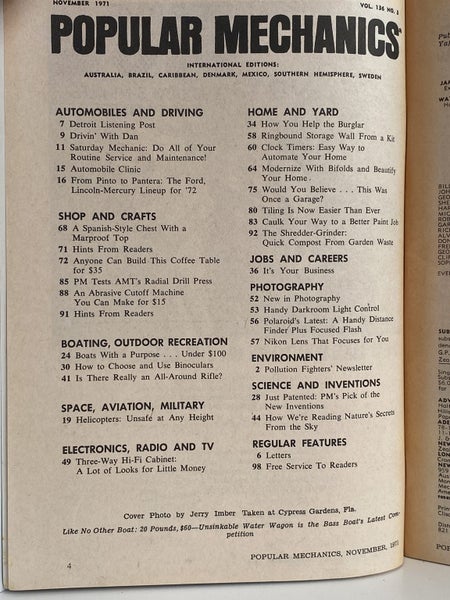 NOVEMBER 1971
VOL. 136 NO. 5
POPULAR MECHANICS
INTERNATIONAL EDITIONS:
AUSTRALIA, BRAZIL, CARIBBEAN, DENMARK, MEXICO, SOUTHERN HEMISPHERE, SWEDEN
AUTOMOBILES AND DRIVING
7 Detroit Listening Post
9 Drivin' With Dan
11 Saturday Mechanic: Do All of Your
Routine Service and Maintenance!
15 Automobile Clinic
16 From Pinto to Pantera: The Ford,
Lincoln-Mercury Lineup for '72
SHOP AND CRAFTS
68 A Spanish-Style Chest With a
Marproof Top
71 Hints From Readers
72 Anyone Can Build This Coffee Table
for $35
85 PM Tests AMT's Radial Drill Press
88 An Abrasive Cutoff Machine
You Can Make for $15
91 Hints From Readers
BOATING, OUTDOOR RECREATION
24 Boats With a Purpose . . . Under $100
30 How to Choose and Use Binoculars
41 Is There Really an All-Around Rifle?
SPACE, AVIATION, MILITARY
19 Helicopters: Unsafe at Any Height
ELECTRONICS, RADIO AND TV
49 Three-Way Hi-Fi Cabinet:
A Lot of Looks for Little Money
HOME AND YARD
34 How You Help the Burglar
58 Ringbound Storage Wall From a Kit
60 Clock Timers: Easy Way to
Automate Your Home
64 Modernize With Bifolds and Beautify
Your Home.
75 Would You Believe . . . This Was
Once a Garage?
80 Tiling Is Now Easier Than Ever
83 Caulk Your Way to a Better Paint Job
92 The Shredder-Grinder:
Quick Compost From Garden Waste
JOBS AND CAREERS
36 It's Your Business
PHOTOGRAPHY
52 New in Photography
53 Handy Darkroom Light Control
56 Polaroid's Latest: A Handy Distance
Finder Plus Focused Flash
57 Nikon Lens That Focuses for You
ENVIRONMENT
2 Pollution Fighters' Newsletter
SCIENCE AND INVENTIONS
28 Just Patented: PM's Pick of the
New Inventions
44 How We're Reading Nature's Secrets
From the Sky
REGULAR FEATURES
6 Letters
98 Free Service To Readers
Cover Photo by Jerry Imber Taken at Cypress Gardens, Fla.
Like No Other Boat: 20 Pounds, $60—Unsinkable Water Wagon is the Bass Boat's Latest Com-
petition
4
POPULAR MECHANICS, NOVEMBER, 1971